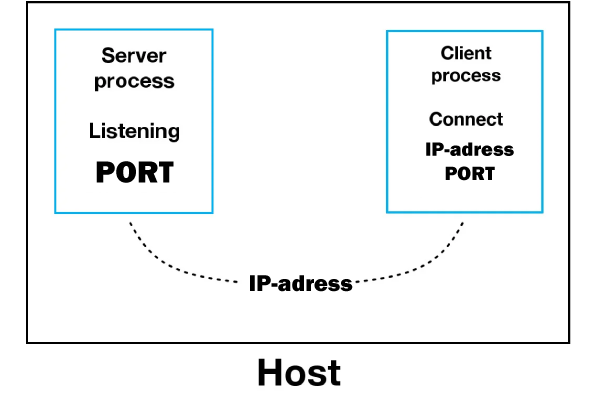 Server
process
Listening
PORT
Client
process
Connect
IP-adress
PORT
IP-adress
Host